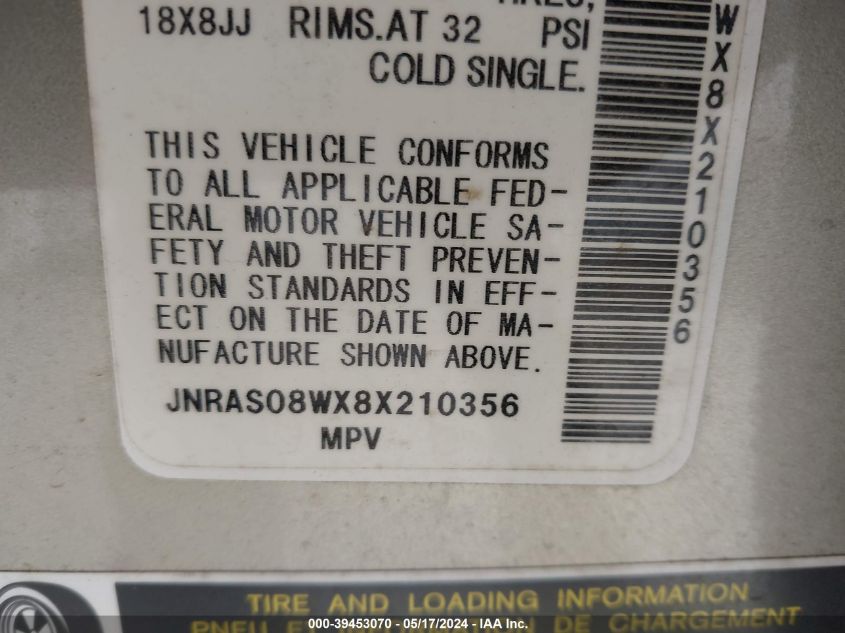 18X8JJ RIMS.AT 32 PSI
COLD SINGLE.
THIS VEHICLE CONFORMS
TO ALL APPLICABLE FED-
ERAL MOTOR VEHICLE SA-
FETY AND THEFT PREVEN-
TION STANDARDS IN EFF-
ECT ON THE DATE OF MA-
NUFACTURE SHOWN ABOVE.
JNRAS08WX8X210356
MPV
WX8X210356
TIRE AND LOADING INFORMATION
DE CHARGEMENT
000-39453070 - 05/17/2024 - IAA Inc.